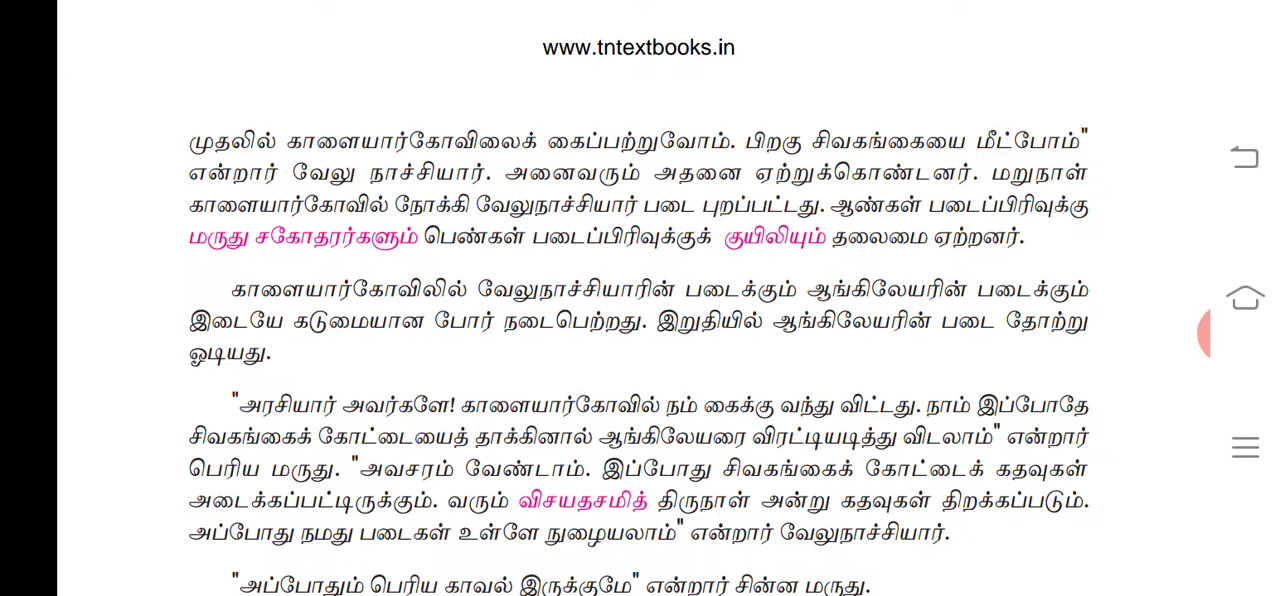 www.tntextbooks.in
முதலில் காளையார்கோவிலைக் கைப்பற்றுவோம். பிறகு சிவகங்கையை மீட்போம்"
என்றார் வேலு நாச்சியார். அனைவரும் அதனை ஏற்றுக்கொண்டனர். மறுநாள்
காளையார்கோவில் நோக்கி வேலுநாச்சியார் படை புறப்பட்டது. ஆண்கள் படைப்பிரிவுக்கு
மருது சகோதரர்களும் பெண்கள் படைப்பிரிவுக்குக் குயிலியும் தலைமை ஏற்றனர்.
காளையார்கோவிலில் வேலுநாச்சியாரின் படைக்கும் ஆங்கிலேயரின் படைக்கும்
இடையே கடுமையான போர் நடைபெற்றது. இறுதியில் ஆங்கிலேயரின் படை தோற்று
ஓடியது.
"அரசியார் அவர்களே! காளையார்கோவில் நம் கைக்கு வந்து விட்டது. நாம் இப்போதே
சிவகங்கைக் கோட்டையைத் தாக்கினால் ஆங்கிலேயரை விரட்டியடித்து விடலாம்" என்றார்
பெரிய மருது. "அவசரம் வேண்டாம். இப்போது சிவகங்கைக் கோட்டைக் கதவுகள்
அடைக்கப்பட்டிருக்கும். வரும் விசயதசமித் திருநாள் அன்று கதவுகள் திறக்கப்படும்.
அப்போது நமது படைகள் உள்ளே நுழையலாம்" என்றார் வேலுநாச்சியார்.
"அப்போதும் பெரிய காவல் இருக்குமே" என்றார் சின்ன மருது.